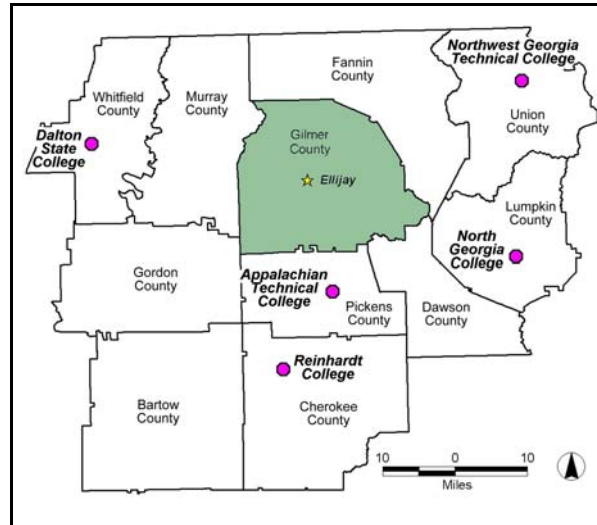 Northwest Georgia
Technical College
Fannin
County
Whitfield
County
Murray
County
Union
County
Dalton
State
College
Gilmer
County
Ellijay
Lumpkin
County
North
Georgia
College
Gordon
County
Appalachian
Technical
College
Pickens
County
Dawson
County
Reinhardt
College
Bartow
County
Cherokee
County
10 0 10
Miles